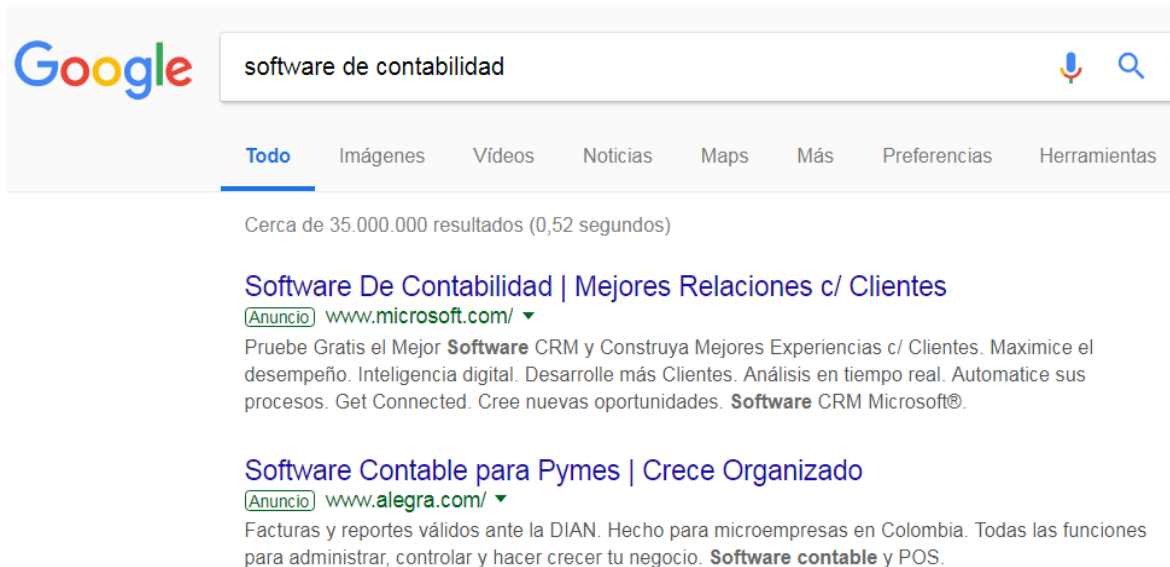 Google
software de contabilidad
Todo Imágenes Vídeos Noticias Maps Más Preferencias Herramientas
Cerca de 35.000.000 resultados (0,52 segundos)
Software De Contabilidad | Mejores Relaciones c/ Clientes
Anuncio www.microsoft.com/
Pruebe Gratis el Mejor Software CRM y Construya Mejores Experiencias c/ Clientes. Maximice el
desempeño. Inteligencia digital. Desarrolle más Clientes. Análisis en tiempo real. Automatice sus
procesos. Get Connected. Cree nuevas oportunidades. Software CRM Microsoft®.
Software Contable para Pymes | Crece Organizado
Anuncio www.alegra.com/
Facturas y reportes válidos ante la DIAN. Hecho para microempresas en Colombia. Todas las funciones
para administrar, controlar y hacer crecer tu negocio. Software contable y POS.